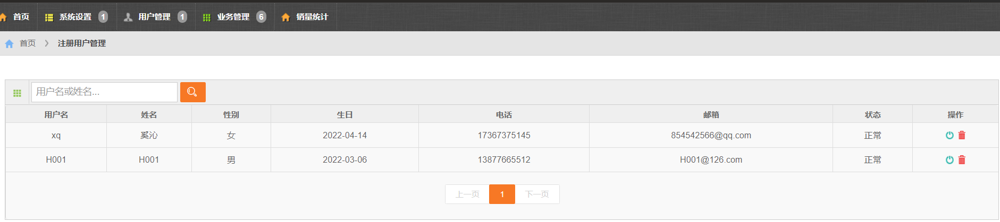 首页 系统设置 1 用户管理 1 业务管理 6 销量统计
首页 注册用户管理
用户名或姓名...
用户名 姓名 性别 生日 电话 邮箱 状态 操作
xq 奚沁 女 2022-04-14 17367375145 854542566@qq.com 正常
H001 H001 男 2022-03-06 13877665512 H001@126.com 正常
上一页 1 下一页